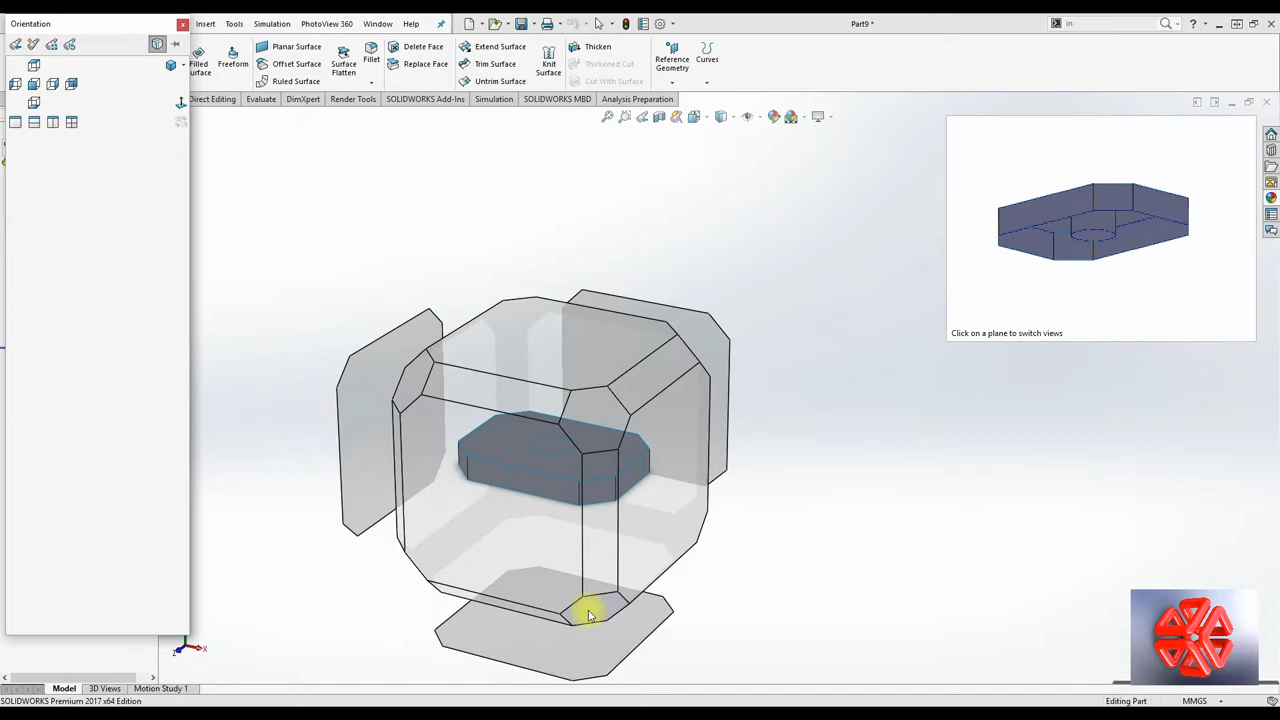 Orientation
Insert Tools Simulation PhotoView 360 Window Help
Part9 *
in
Filled
Surface
Freeform
Planar Surface
Offset Surface
Ruled Surface
Surface
Flatten
Fillet
Delete Face
Replace Face
Extend Surface
Trim Surface
Untrim Surface
Knit
Surface
Thicken
Thickened Cut
Cut With Surface
Reference
Geometry
Curves
Direct Editing Evaluate DimXpert Render Tools SOLIDWORKS Add-Ins Simulation SOLIDWORKS MBD Analysis Preparation
Click on a plane to switch views
Z X
Model 3D Views Motion Study 1
SOLIDWORKS Premium 2017 x64 Edition
Editing Part MMGS